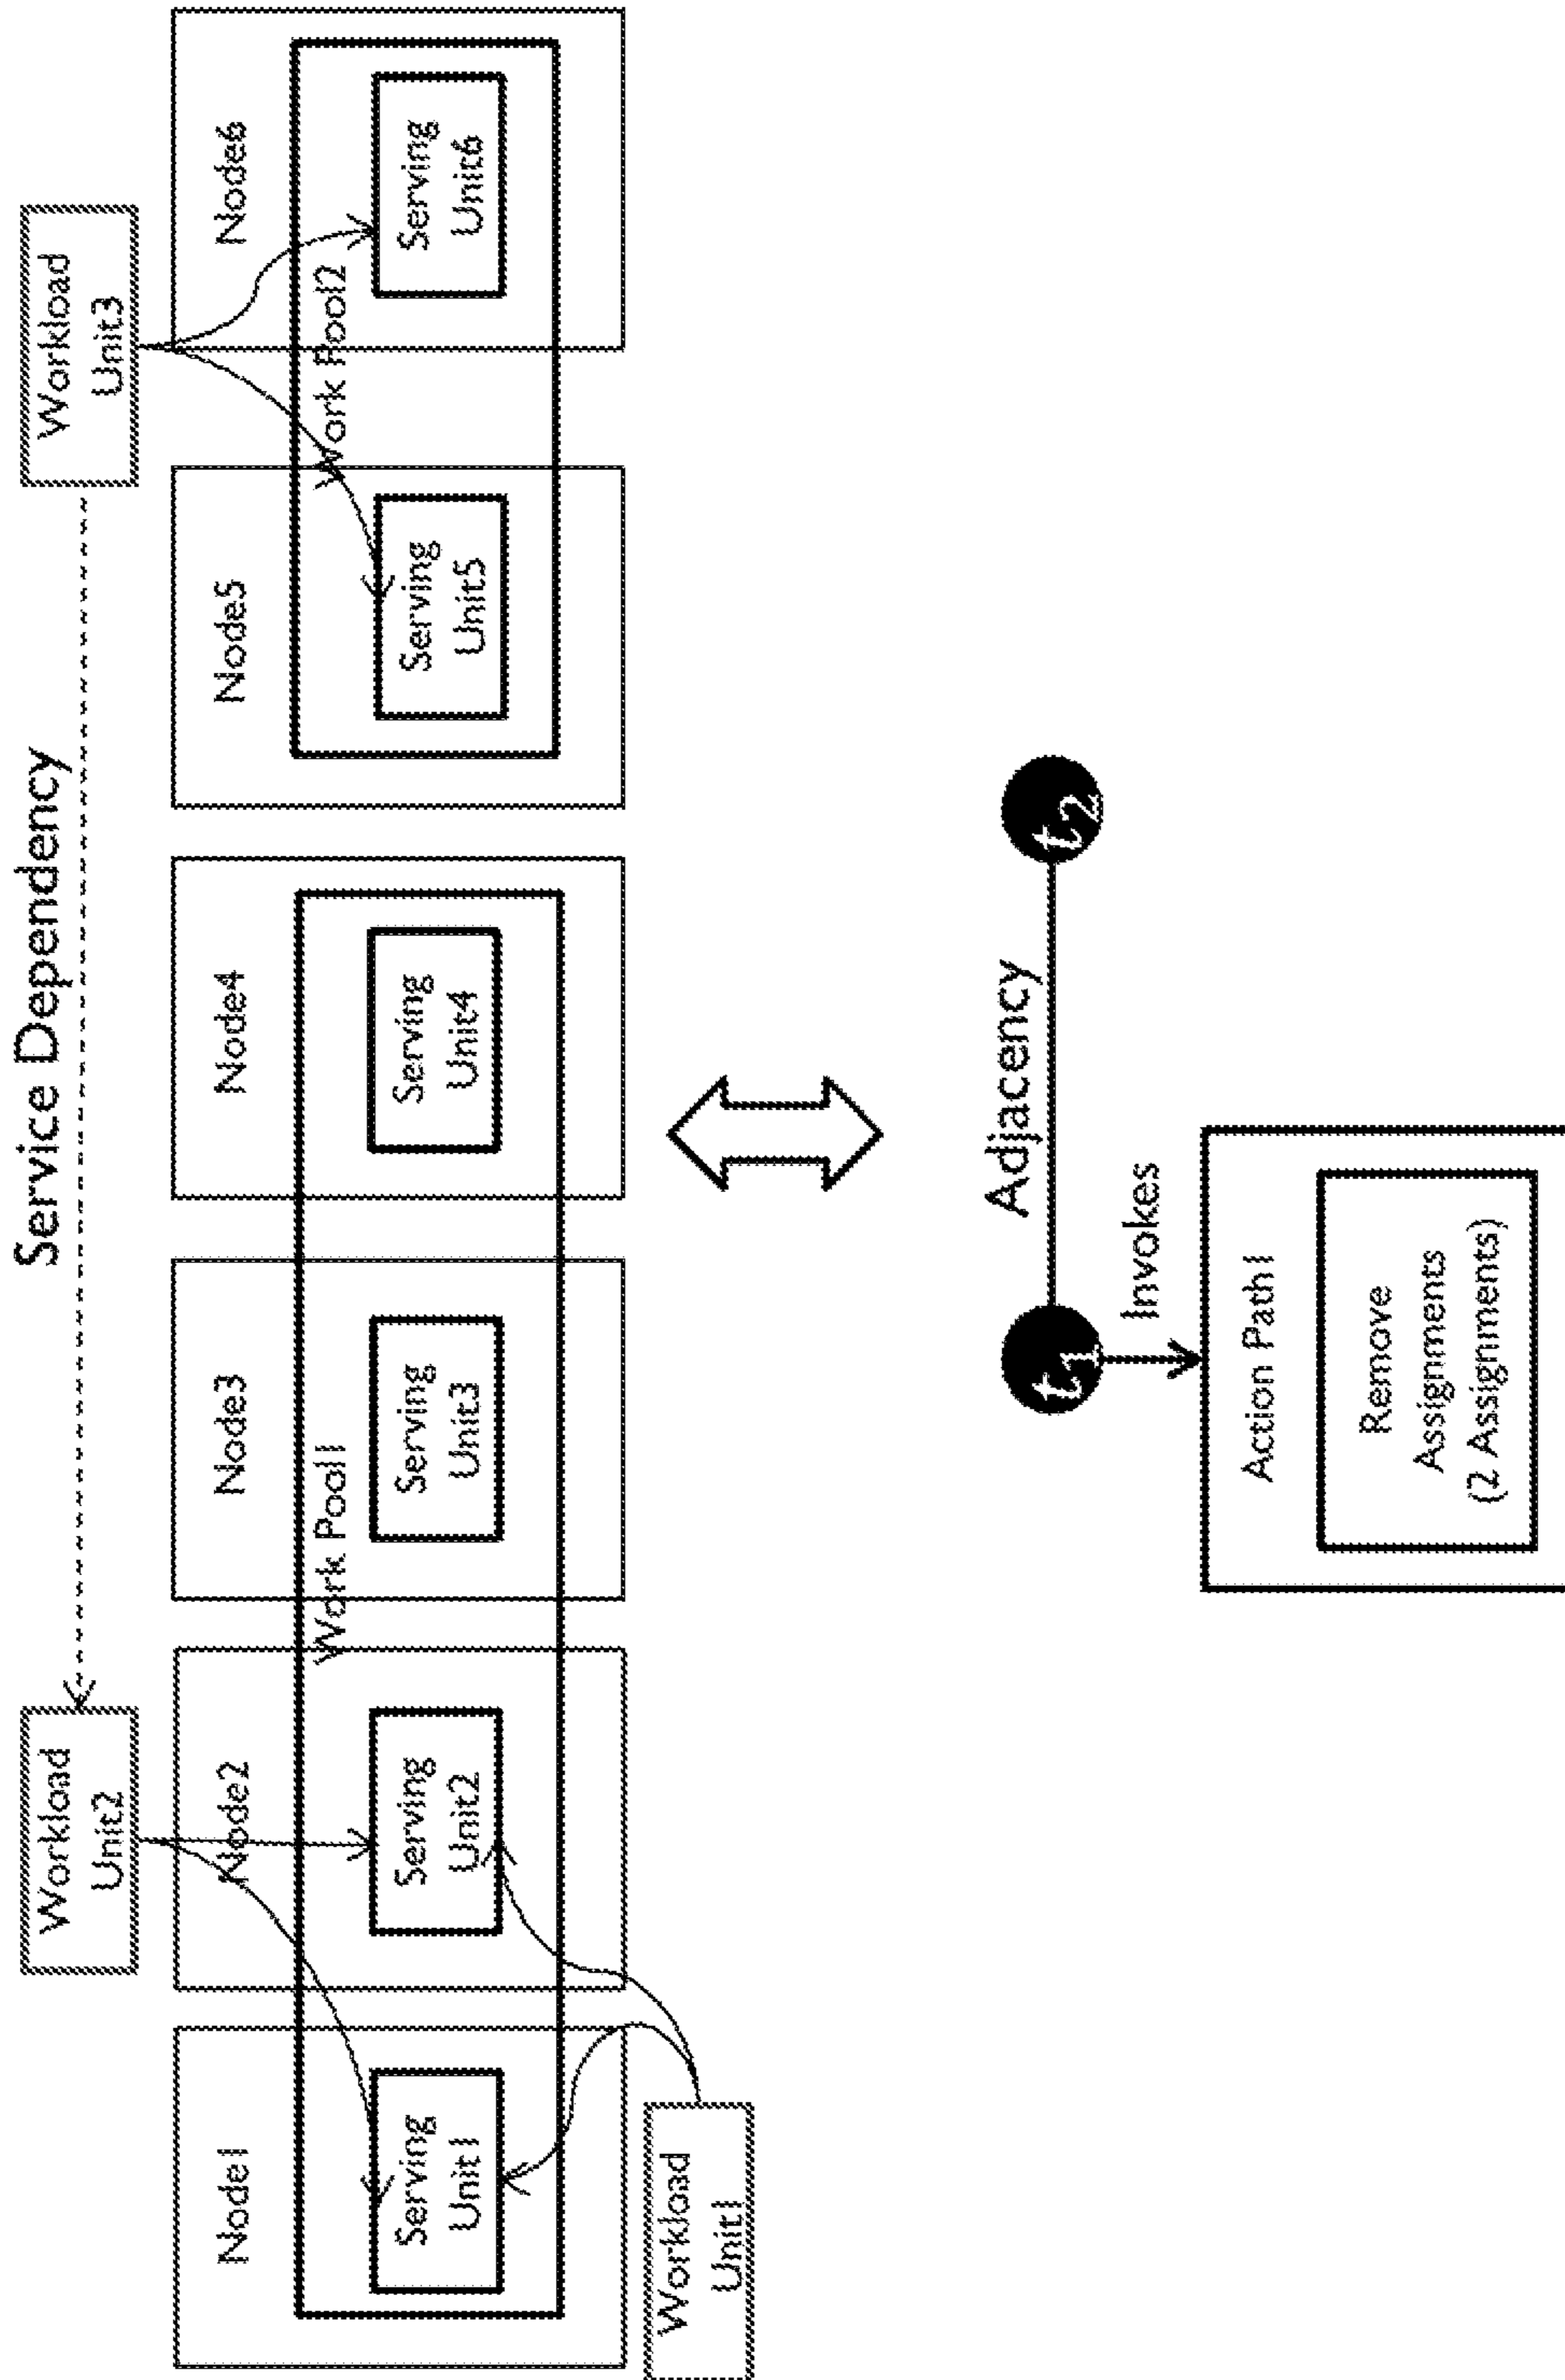 Service Dependency
Workload
Unit2
Workload
Unit3
Node1
Node2
Node3
Node4
Node5
Node6
Work Pool1
Work Pool2
Serving
Unit1
Serving
Unit2
Serving
Unit3
Serving
Unit4
Serving
Unit5
Serving
Unit6
Workload
Unit1
Adjacency
t1
t2
Invokes
Action Path1
Remove
Assignments
(2 Assignments)